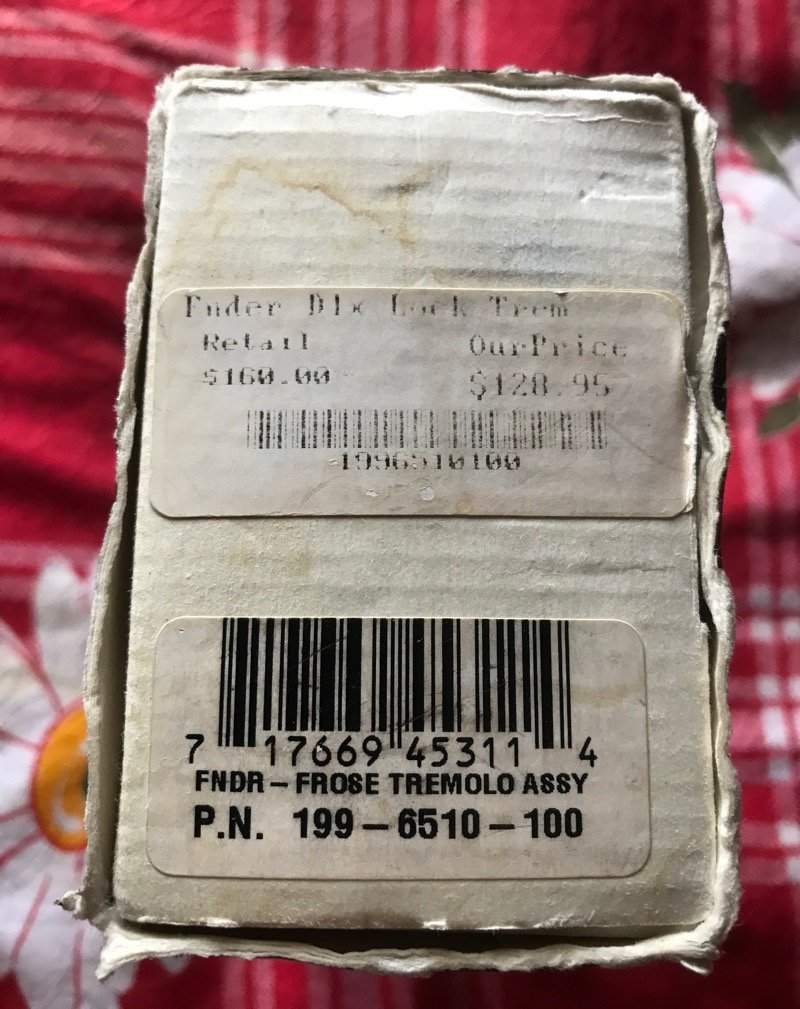 Fnder Dlx Lock Trem
Retail OurPrice
$160.00 $128.95
1996510100
7 17669 45311 4
FNDR – FROSE TREMOLO ASSY
P.N. 199 – 6510 – 100